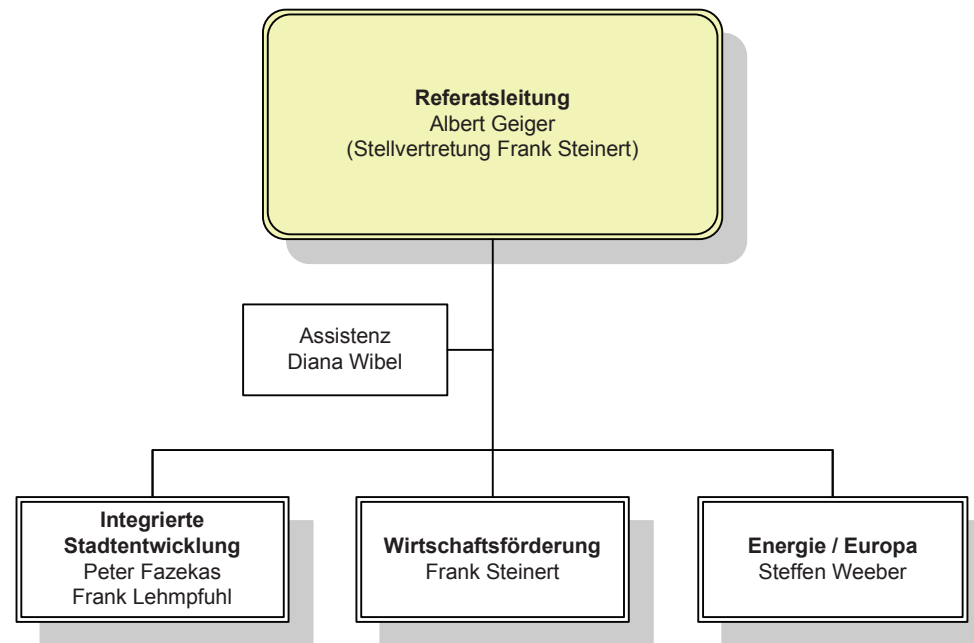 Referatsleitung
Albert Geiger
(Stellvertretung Frank Steinert)
Assistenz
Diana Wibel
Integrierte
Stadtentwicklung
Peter Fazekas
Frank Lehmpfuhl
Wirtschaftsförderung
Frank Steinert
Energie / Europa
Steffen Weeber